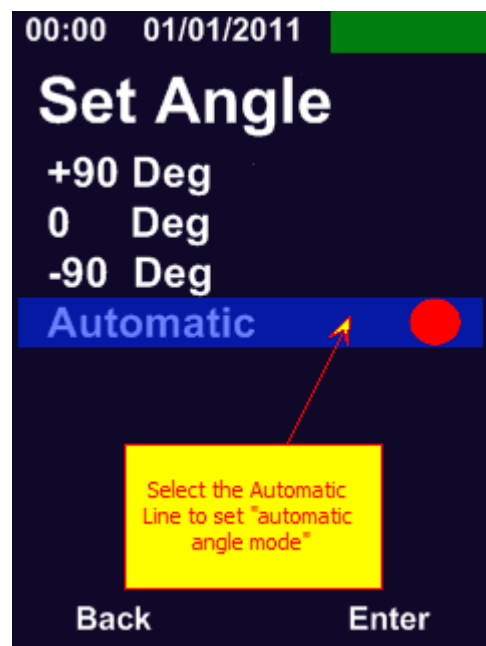 00:00 01/01/2011
Set Angle
+90 Deg
0 Deg
-90 Deg
Automatic
Select the Automatic
Line to set "automatic
angle mode"
Back Enter